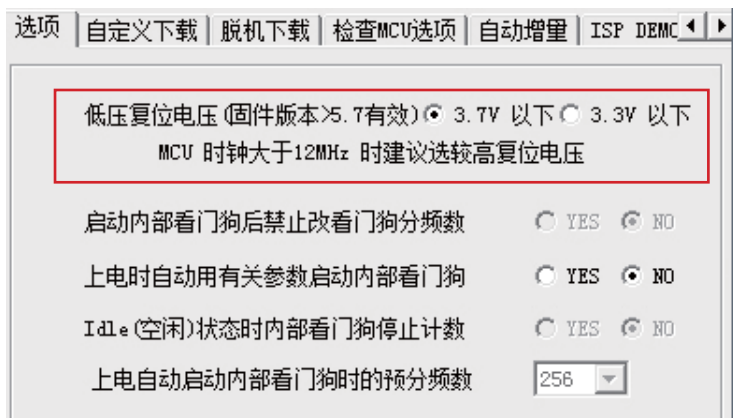 选项 自定义下载 脱机下载 检查MCU选项 自动增量 ISP DEMO
低压复位电压(固件版本>5.7有效) 3.7V 以下 3.3V 以下
MCU 时钟大于12MHz 时建议选较高复位电压
启动内部看门狗后禁止改看门狗分频数 YES NO
上电时自动用有关参数启动内部看门狗 YES NO
Idle(空闲)状态时内部看门狗停止计数 YES NO
上电自动启动内部看门狗时的预分频数 256